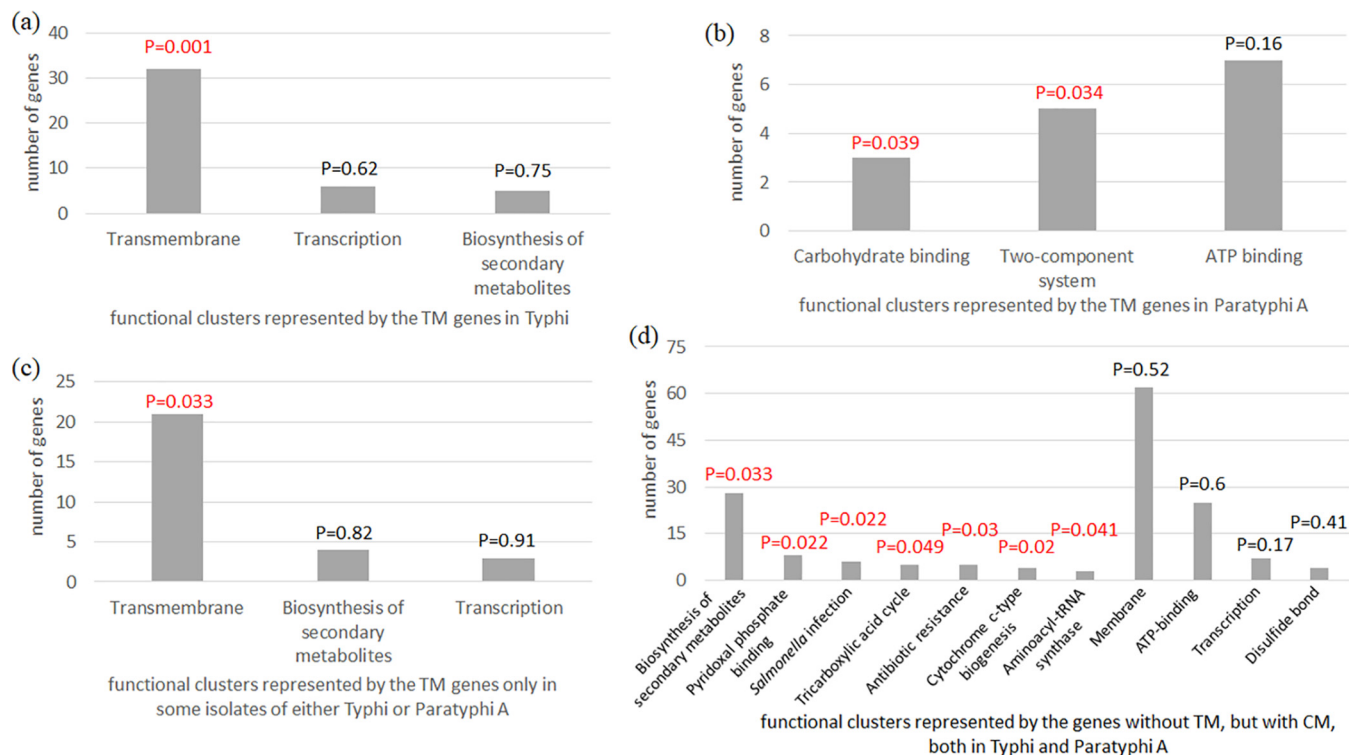 (a)
number of genes
40
30
20
10
0
P=0.001
P=0.62
P=0.75
Transmembrane
Transcription
Biosynthesis of
secondary
metabolites
functional clusters represented by the TM genes in Typhi
(b)
number of genes
8
6
4
2
0
P=0.039
P=0.034
P=0.16
Carbohydrate binding
Two-component
system
ATP binding
functional clusters represented by the TM genes in Paratyphi A
(c)
number of genes
25
20
15
10
5
0
P=0.033
P=0.82
P=0.91
Transmembrane
Biosynthesis of
secondary
metabolites
Transcription
functional clusters represented by the TM genes only in
some isolates of either Typhi or Paratyphi A
(d)
number of genes
75
60
45
30
15
0
P=0.033
P=0.022
P=0.022
P=0.049
P=0.03
P=0.02
P=0.041
P=0.52
P=0.6
P=0.17
P=0.41
Biosynthesis of
secondary metabolites
Pyridoxal phosphate
binding
Salmonella infection
Tricarboxylic acid cycle
Antibiotic resistance
Cytochrome c-type
biogenesis
Aminoacyl-tRNA
synthase
Membrane
ATP-binding
Transcription
Disulfide bond
functional clusters represented by the genes without TM, but with CM,
both in Typhi and Paratyphi A